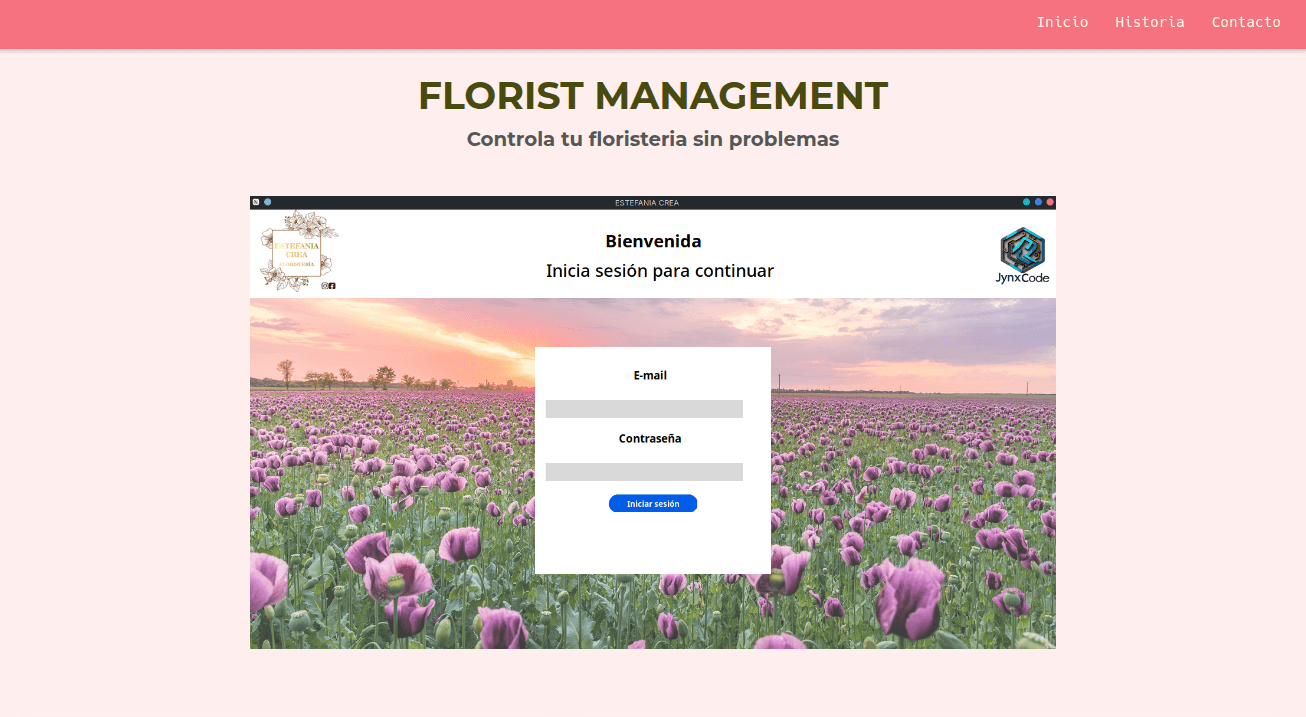 Inicio Historia Contacto
FLORIST MANAGEMENT
Controla tu floristeria sin problemas
ESTEFANIA CREA
ESTEFANIA
CREA
FLORISTERÍA
Bienvenida
Inicia sesión para continuar
JynxCode
E-mail
Contraseña
Iniciar sesión